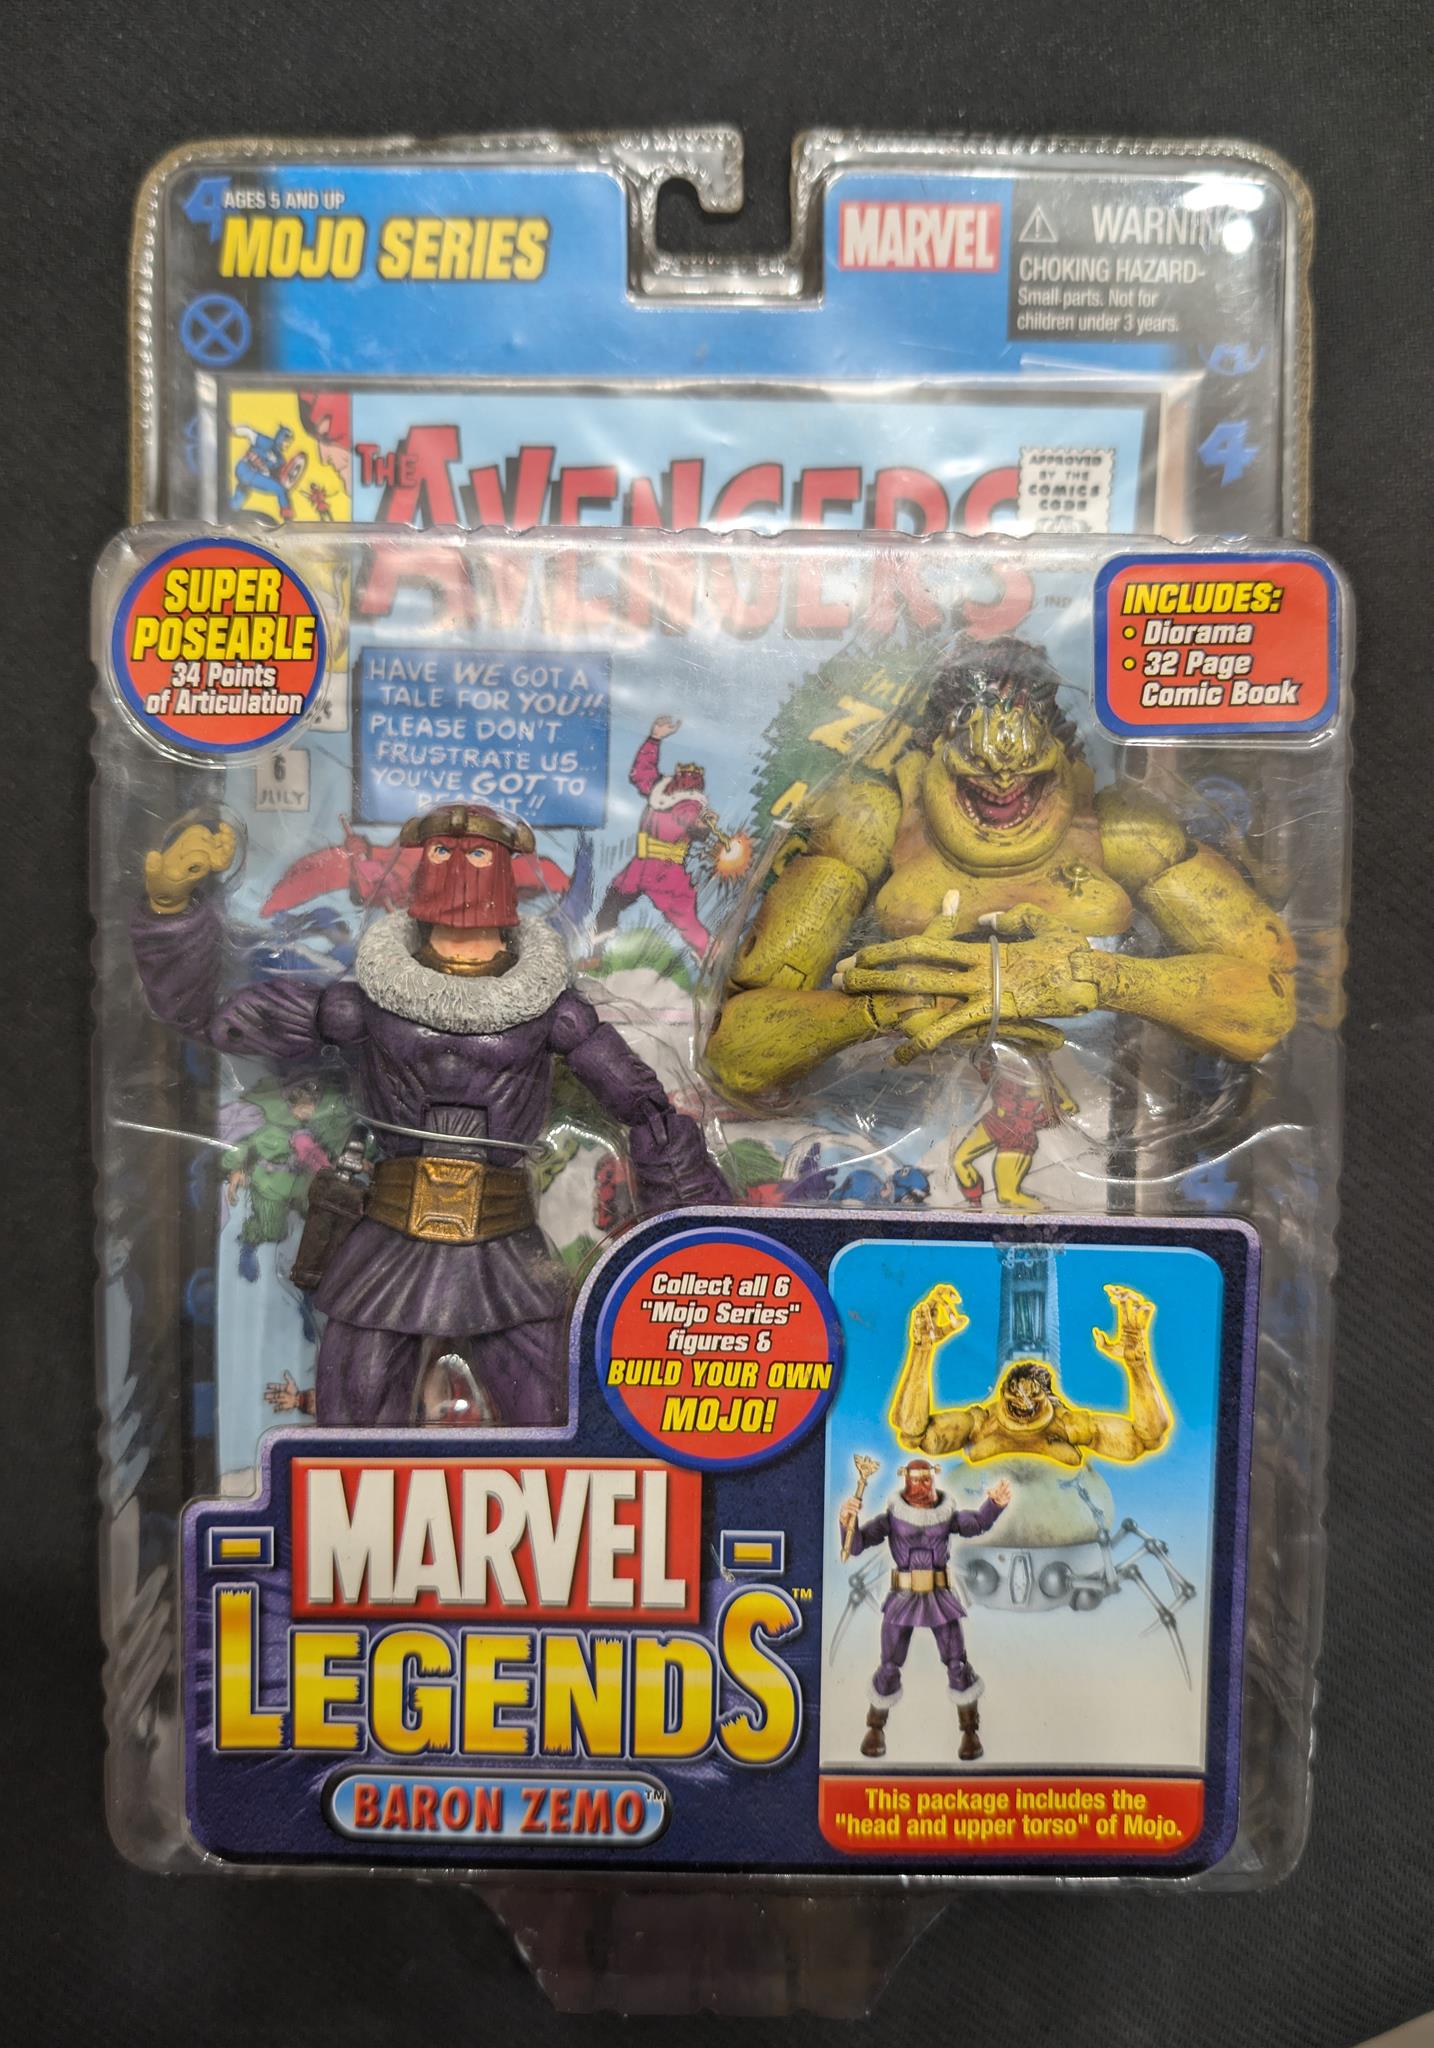 AGES 5 AND UP
MOJO SERIES
MARVEL
WARNING
CHOKING HAZARD-
Small parts. Not for
children under 3 years.
THE
AVENGERS
APPROVED
BY THE
COMICS
CODE
SUPER
POSEABLE
34 Points
of Articulation
INCLUDES:
• Diorama
• 32 Page
Comic Book
IND.
HAVE WE GOT A
TALE FOR YOU!!
PLEASE DON'T
FRUSTRATE US...
YOU'VE GOT TO
6
JULY
Collect all 6
"Mojo Series"
figures &
BUILD YOUR OWN
MOJO!
MARVEL
LEGENDS™
BARON ZEMO™
This package includes the
"head and upper torso" of Mojo.